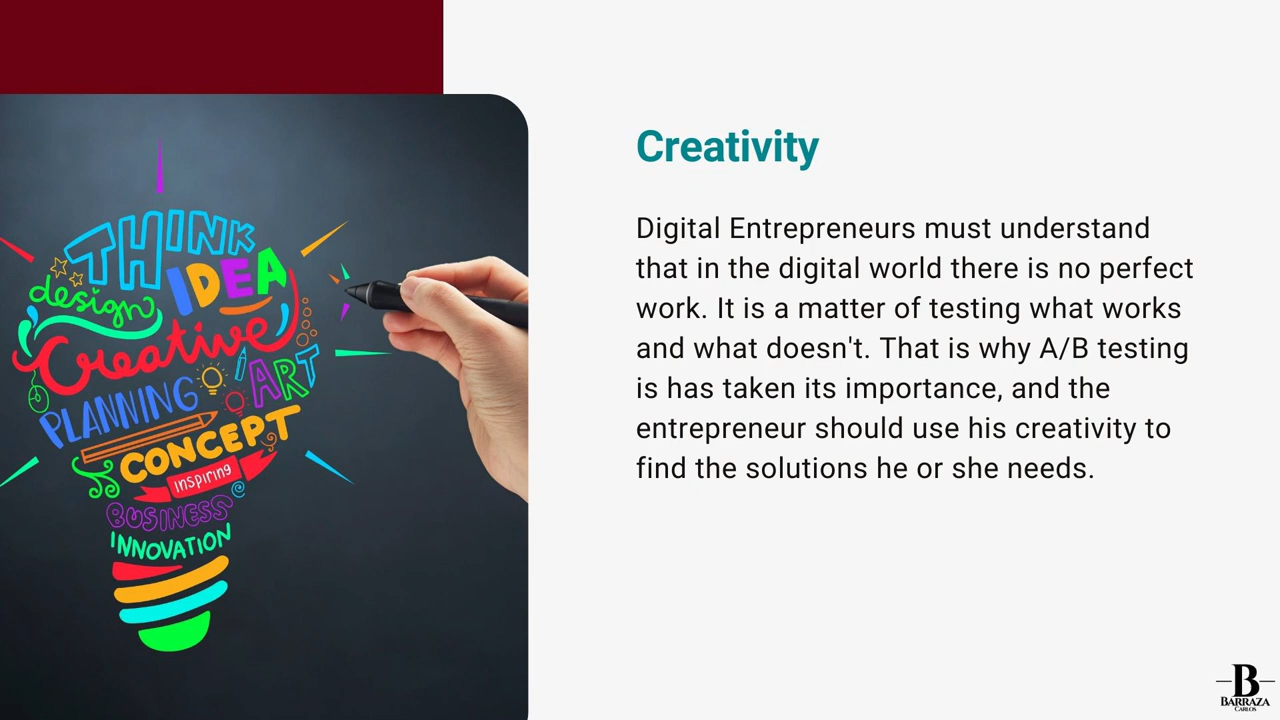 THINK
IDEA
design
Creative
ART
PLANNING
CONCEPT
inspiring
BUSINESS
INNOVATION
Creativity
Digital Entrepreneurs must understand
that in the digital world there is no perfect
work. It is a matter of testing what works
and what doesn't. That is why A/B testing
is has taken its importance, and the
entrepreneur should use his creativity to
find the solutions he or she needs.
B
BARRAZA
CARLOS